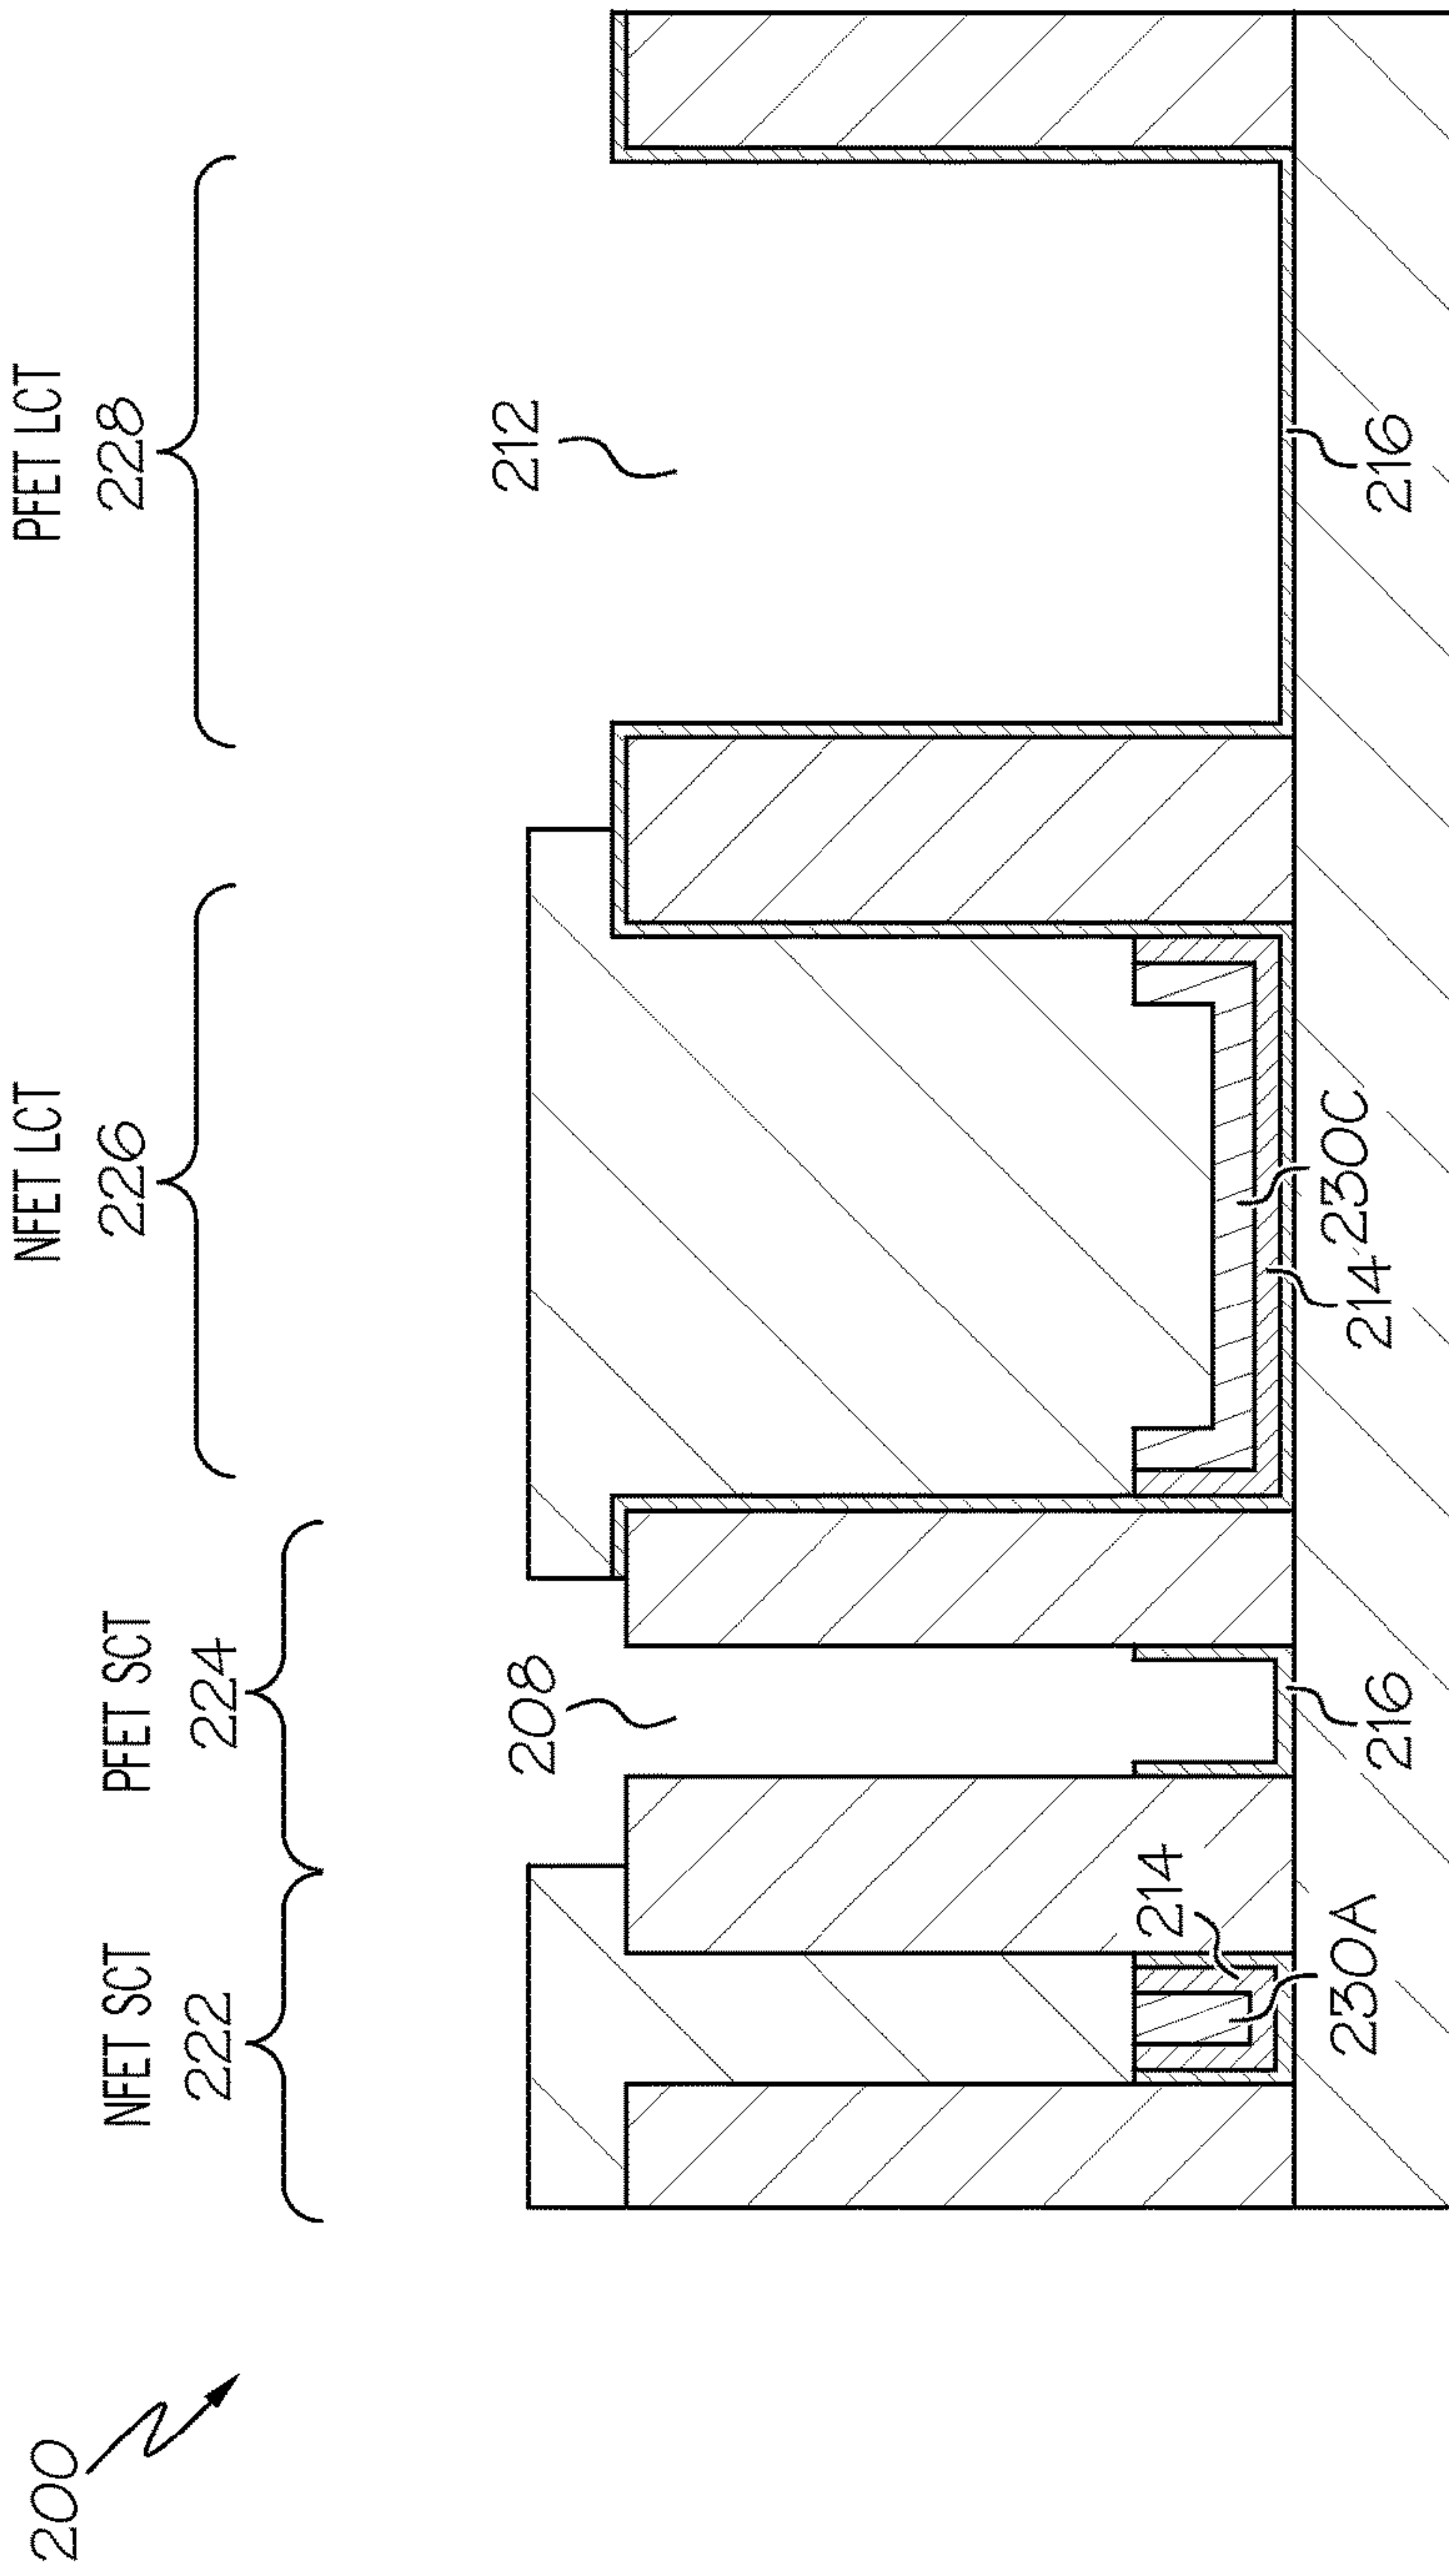 200
NFET SCT
222
PFET SCT
224
NFET LCT
226
PFET LCT
228
208
212
214
230A
216
214
230C
216